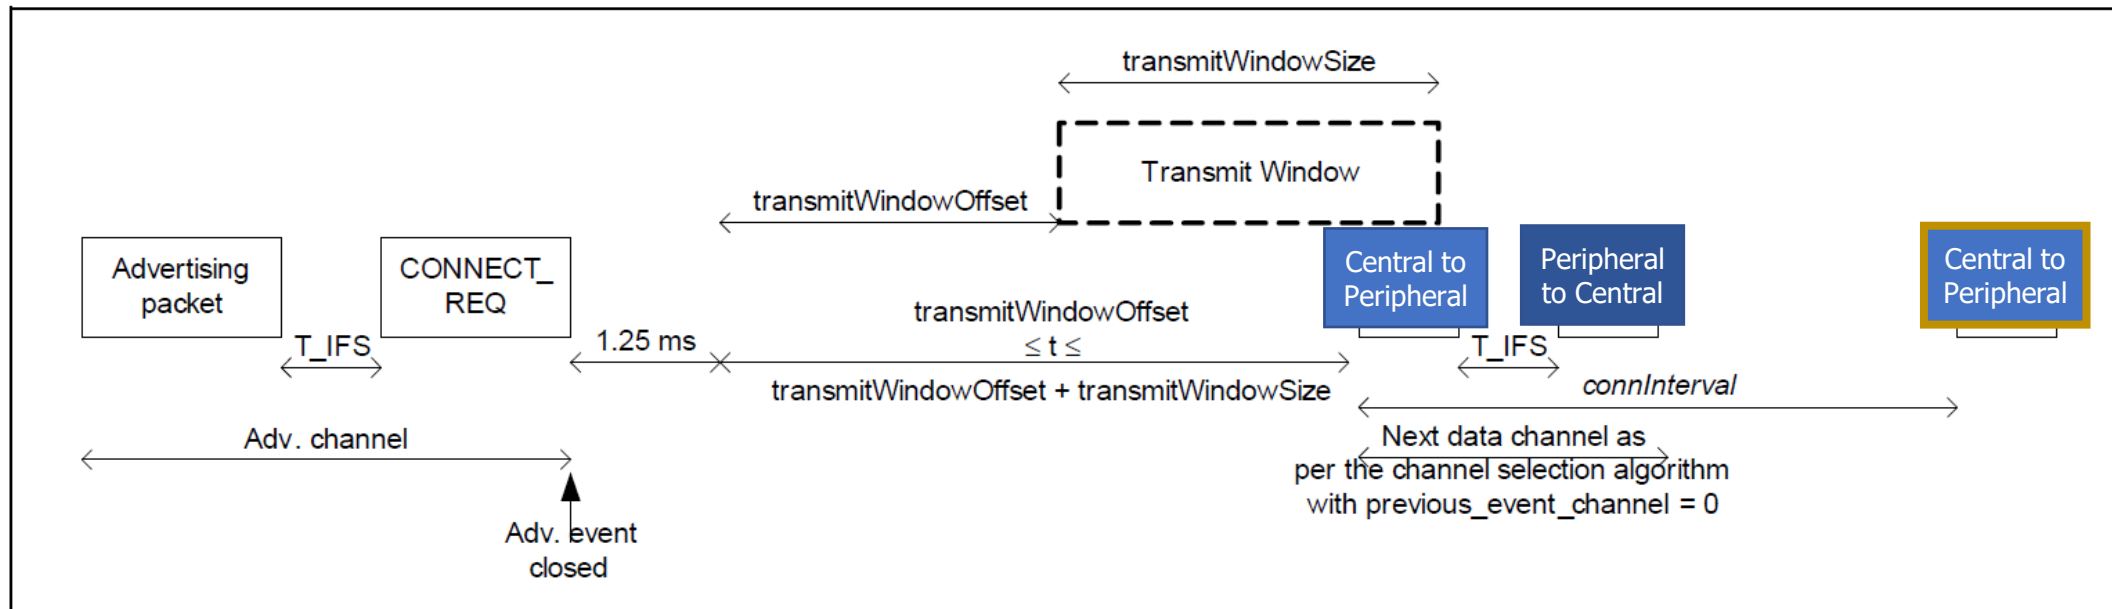 transmitWindowSize
Transmit Window
transmitWindowOffset
Advertising
packet
CONNECT_
REQ
Central to
Peripheral
Peripheral
to Central
Central to
Peripheral
T_IFS
1.25 ms
transmitWindowOffset
≤ t ≤
transmitWindowOffset + transmitWindowSize
T_IFS
connInterval
Adv. channel
Next data channel as
per the channel selection algorithm
with previous_event_channel = 0
Adv. event
closed